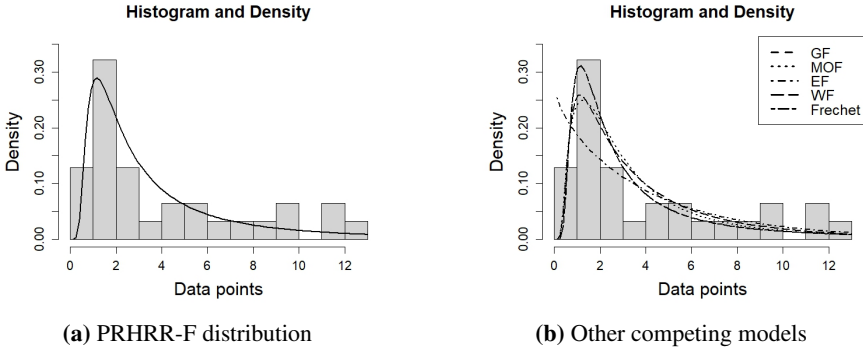 Histogram and Density
Density
0.00 0.10 0.20 0.30
0 2 4 6 8 10 12
Data points
(a) PRHRR-F distribution
Histogram and Density
Density
0.00 0.10 0.20 0.30
0 2 4 6 8 10 12
Data points
GF
MOF
EF
WF
Frechet
(b) Other competing models